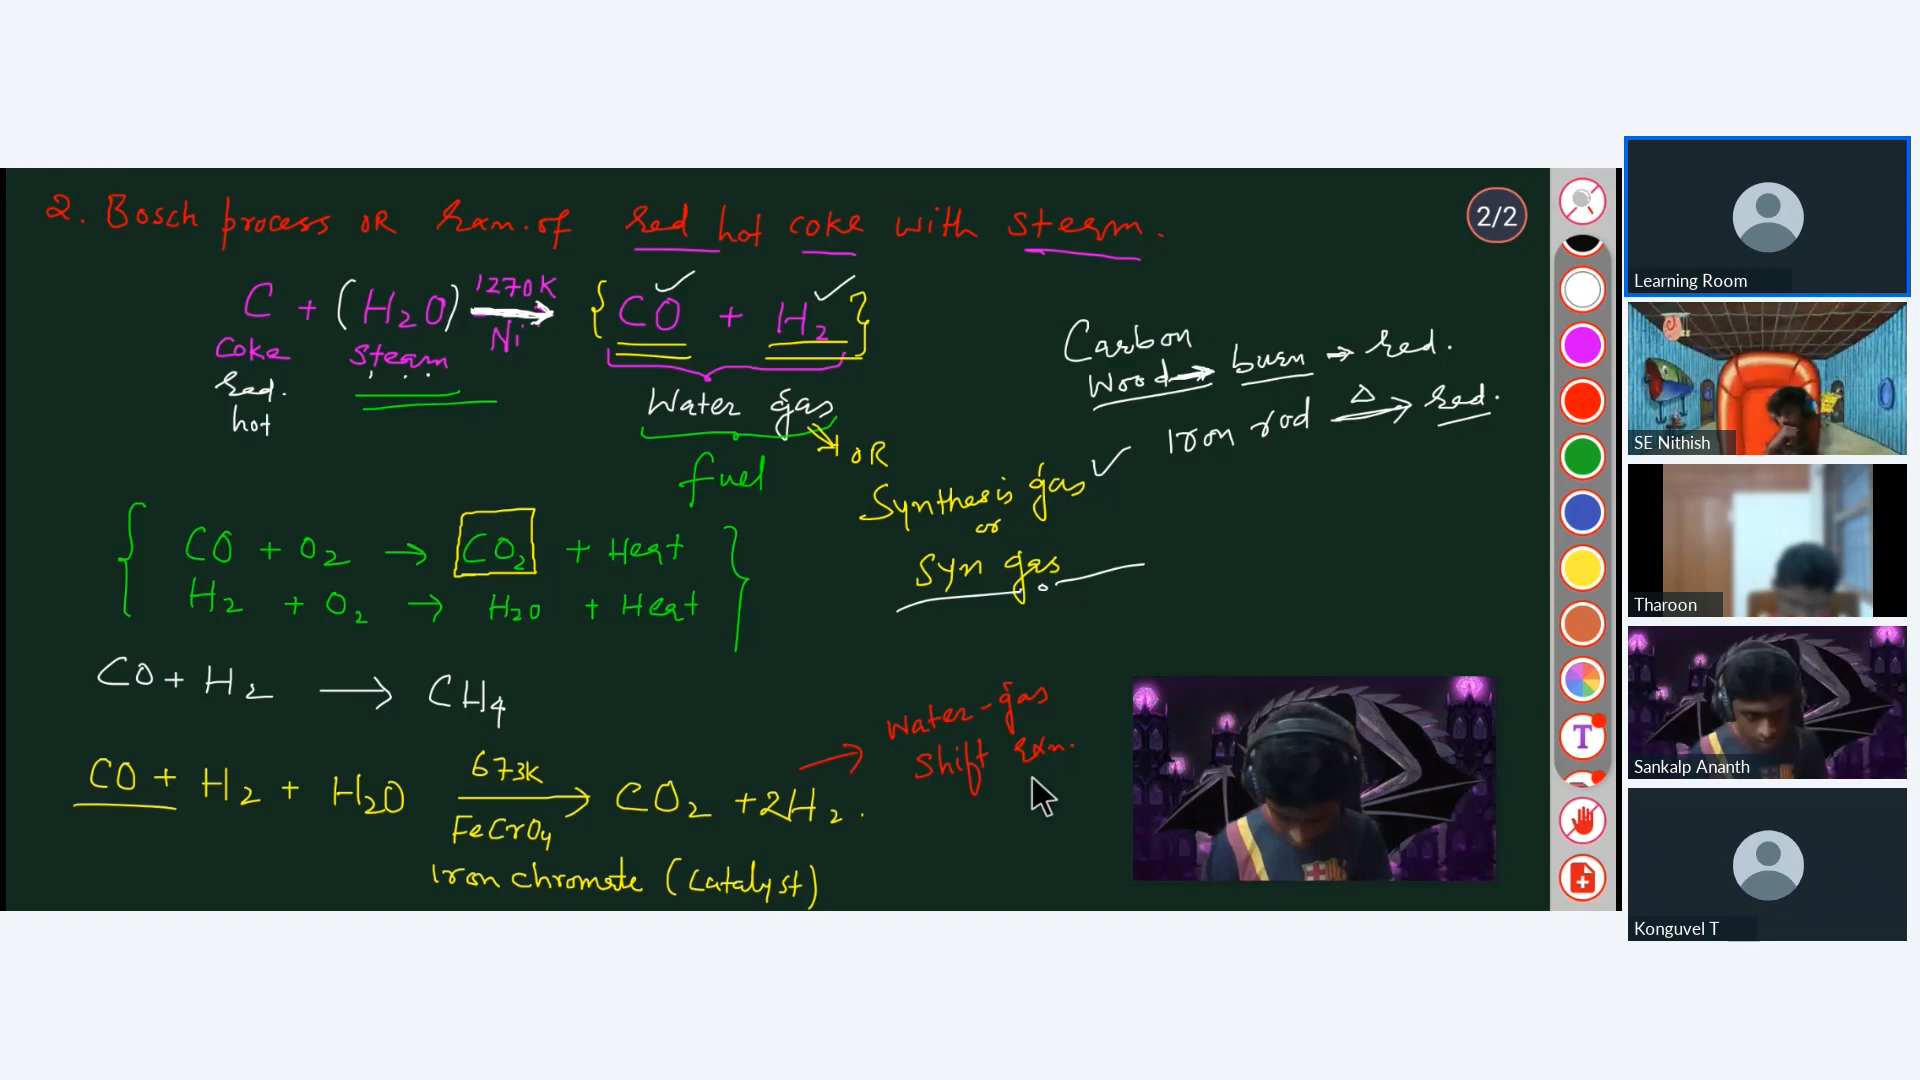 2. Bosch process OR rxn. of red hot coke with steam.
2/2
C + (H2O) 1270K Ni → {CO + H2}
Coke steam
red. hot
Water gas
OR
fuel
Synthesis gas
or
Syn gas
Carbon
Wood → burn → red.
Iron rod Δ → red.
CO + O2 → CO2 + Heat
H2 + O2 → H2O + Heat
CO + H2 → CH4
CO + H2 + H2O 673K → CO2 + 2H2.
FeCrO4
Iron chromate (catalyst)
Water-gas
shift rxn.
T
Learning Room
SE Nithish
Tharoon
Sankalp Ananth
Konguvel T